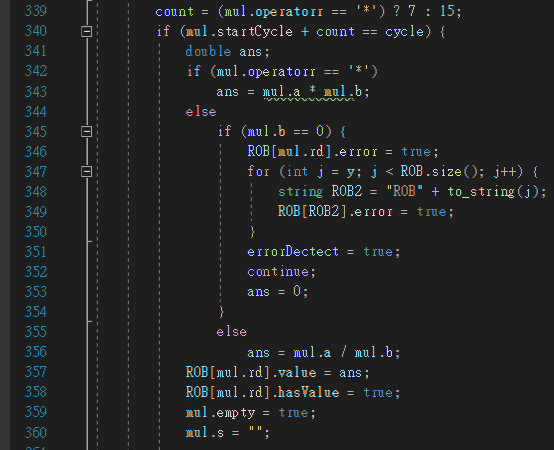 339 count = (mul.operatorr == '*') ? 7 : 15;
340 if (mul.startCycle + count == cycle) {
341 double ans;
342 if (mul.operatorr == '*')
343 ans = mul.a * mul.b;
344 else
345 if (mul.b == 0) {
346 ROB[mul.rd].error = true;
347 for (int j = y; j < ROB.size(); j++) {
348 string ROB2 = "ROB" + to_string(j);
349 ROB[ROB2].error = true;
350 }
351 errorDectect = true;
352 continue;
353 ans = 0;
354 }
355 else
356 ans = mul.a / mul.b;
357 ROB[mul.rd].value = ans;
358 ROB[mul.rd].hasValue = true;
359 mul.empty = true;
360 mul.s = "";